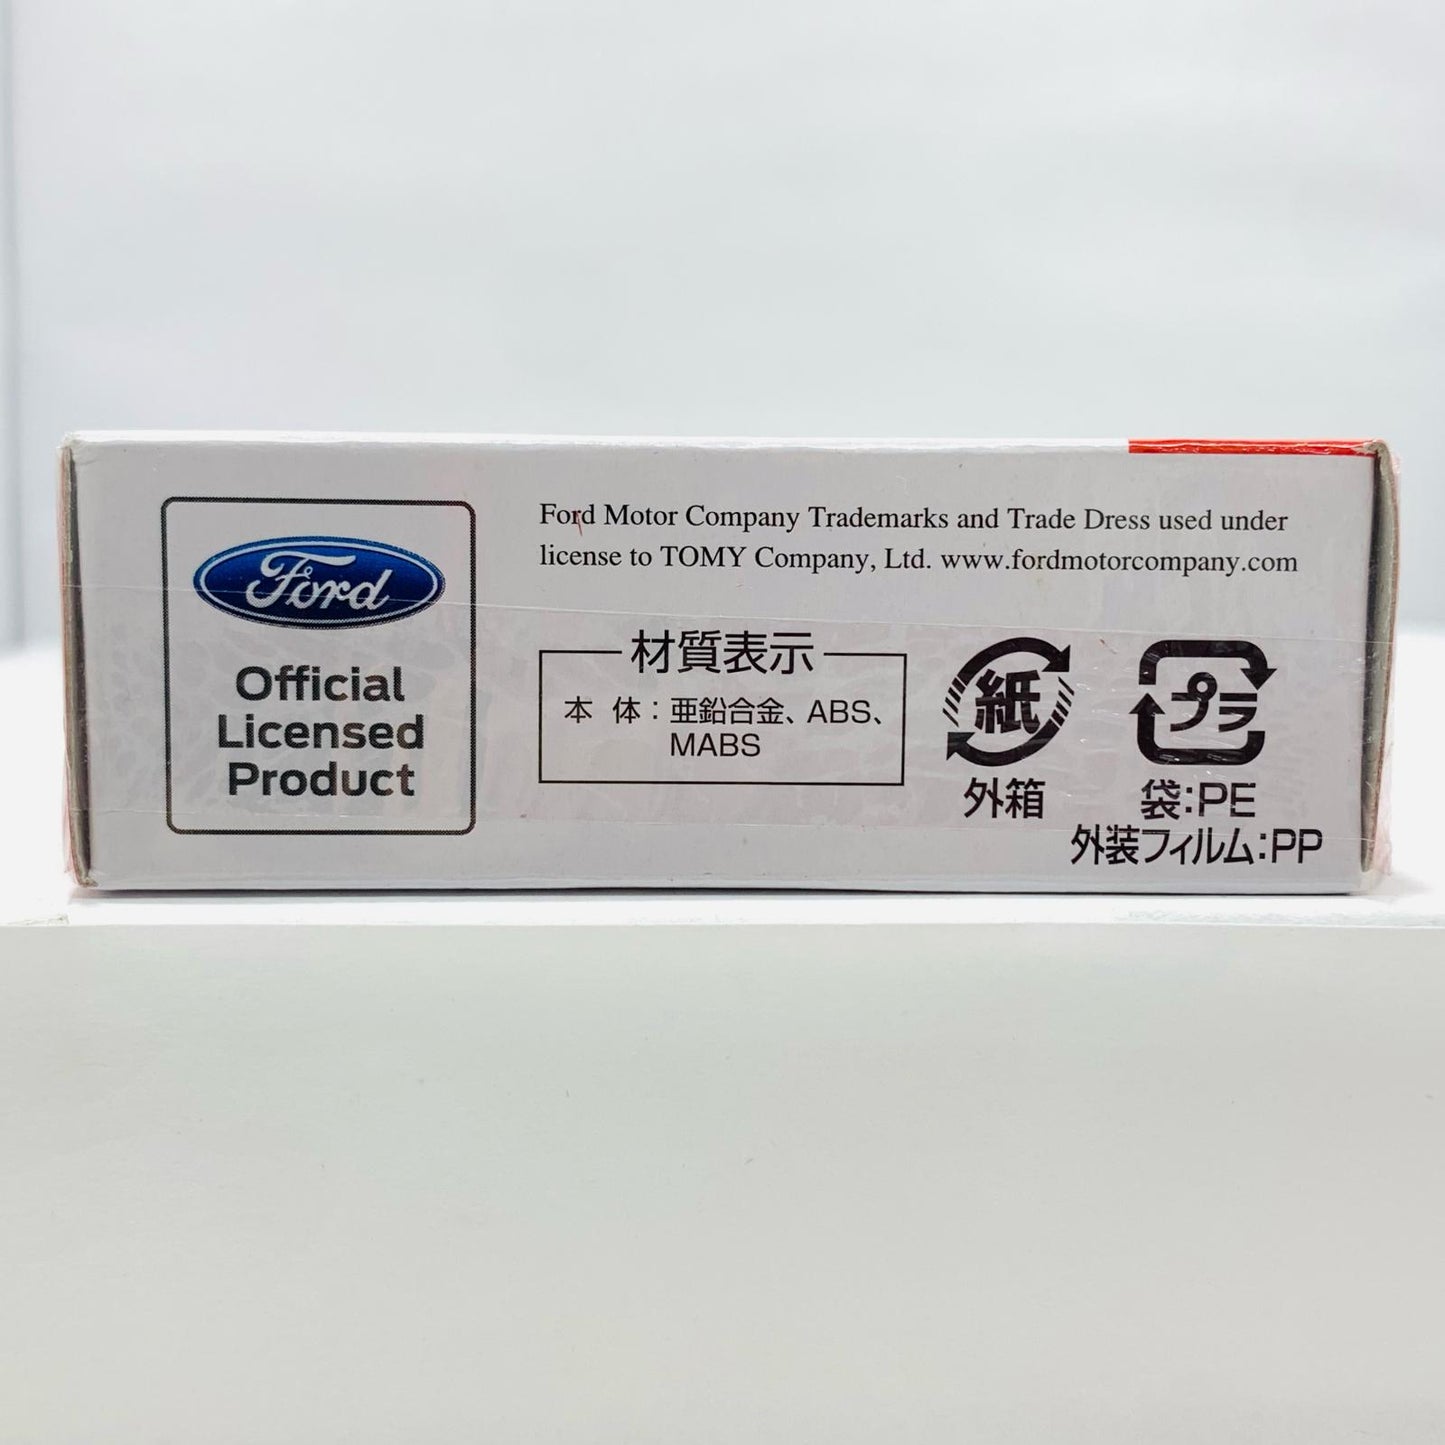 Ford
Official
Licensed
Product
Ford Motor Company Trademarks and Trade Dress used under
license to TOMY Company, Ltd. www.fordmotorcompany.com
材質表示
本 体：亜鉛合金、ABS、
MABS
紙
外箱
プラ
袋:PE
外装フィルム:PP